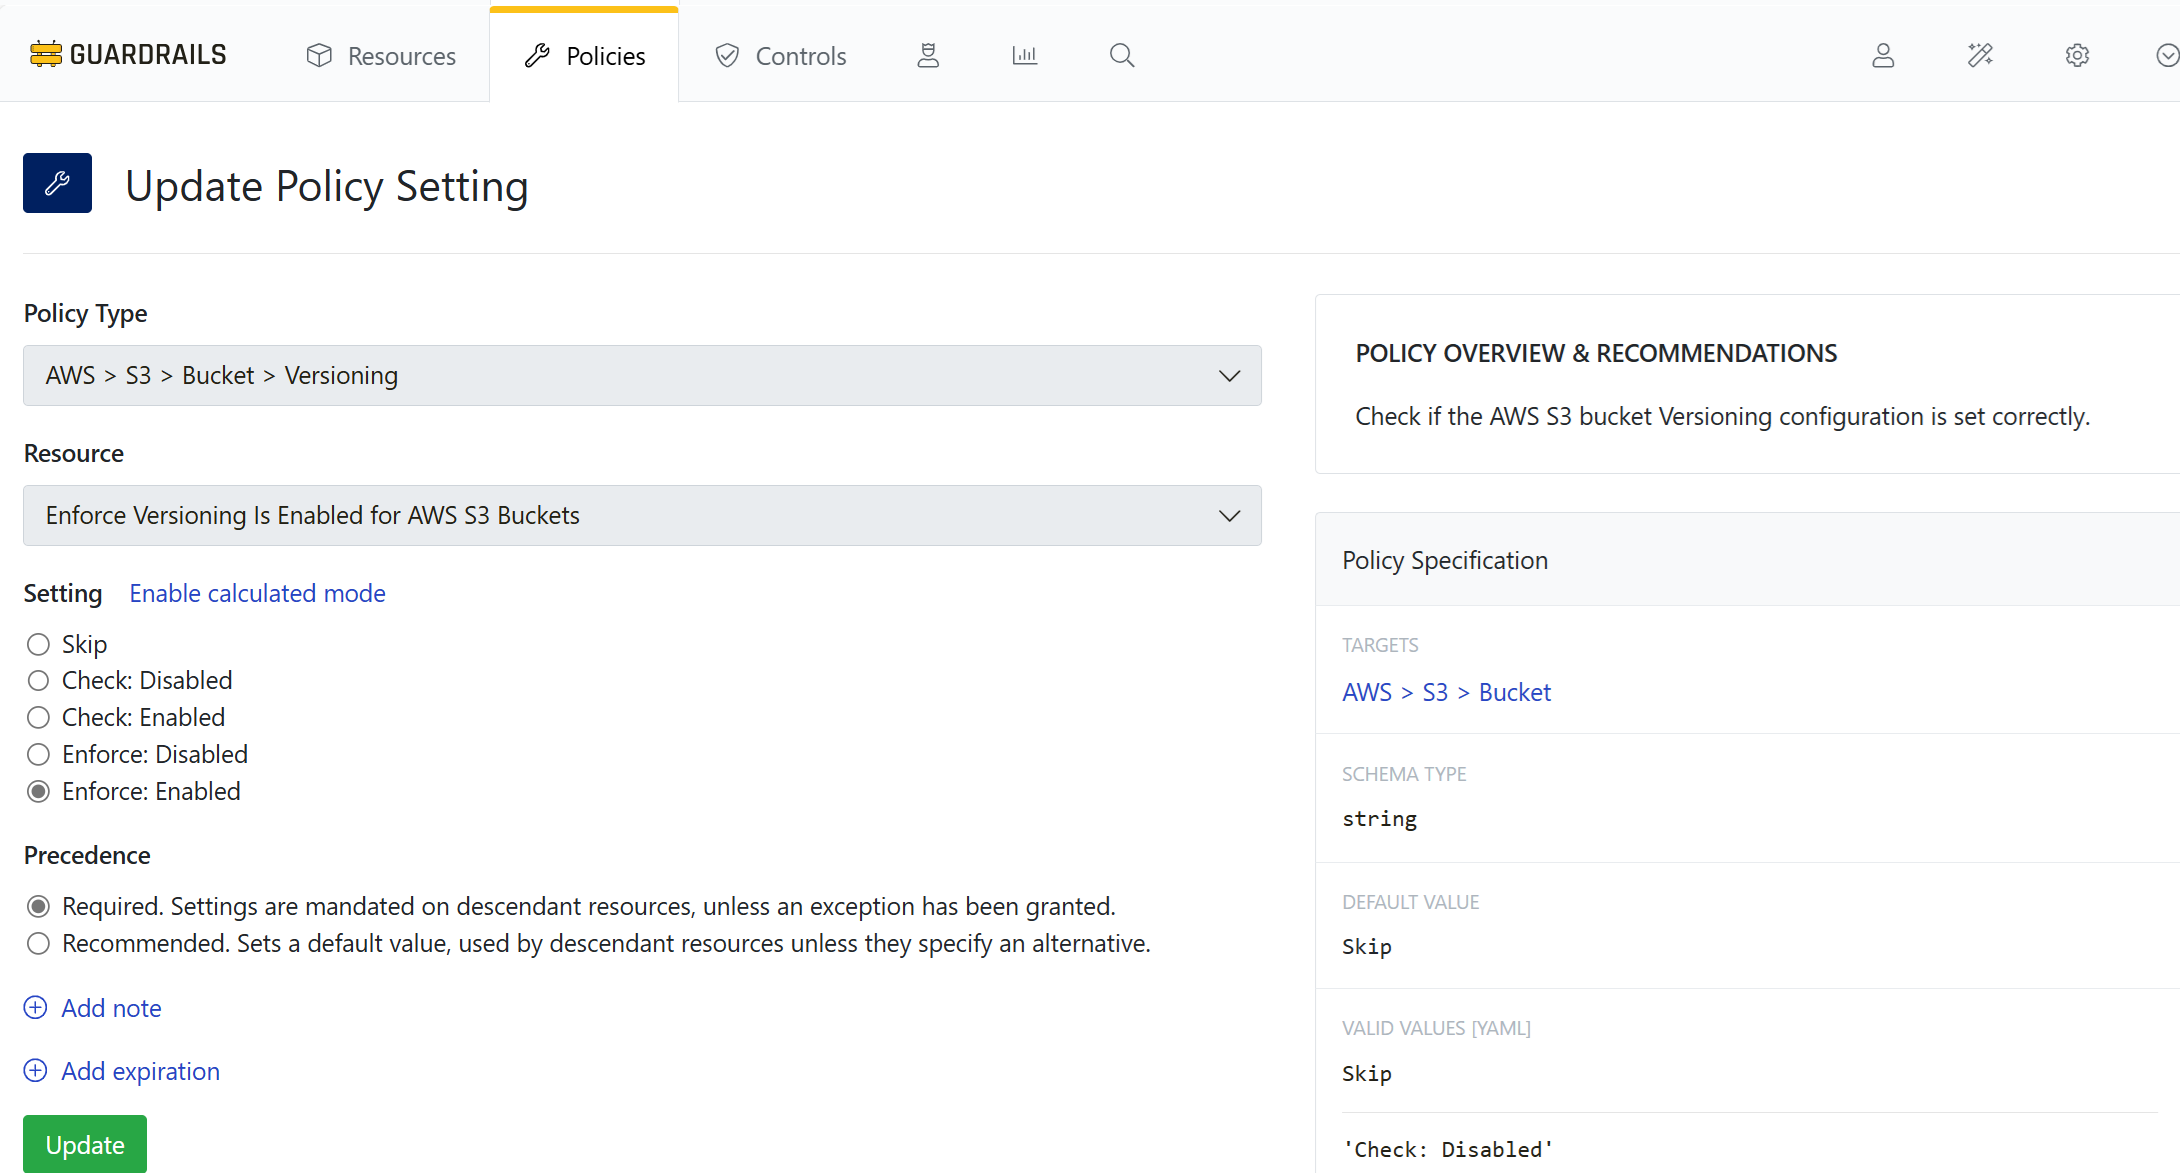 GUARDRAILS
Resources
Policies
Controls
Update Policy Setting
Policy Type
AWS > S3 > Bucket > Versioning
Resource
Enforce Versioning Is Enabled for AWS S3 Buckets
Setting Enable calculated mode
Skip
Check: Disabled
Check: Enabled
Enforce: Disabled
Enforce: Enabled
Precedence
Required. Settings are mandated on descendant resources, unless an exception has been granted.
Recommended. Sets a default value, used by descendant resources unless they specify an alternative.
Add note
Add expiration
Update
POLICY OVERVIEW & RECOMMENDATIONS
Check if the AWS S3 bucket Versioning configuration is set correctly.
Policy Specification
TARGETS
AWS > S3 > Bucket
SCHEMA TYPE
string
DEFAULT VALUE
Skip
VALID VALUES [YAML]
Skip
'Check: Disabled'